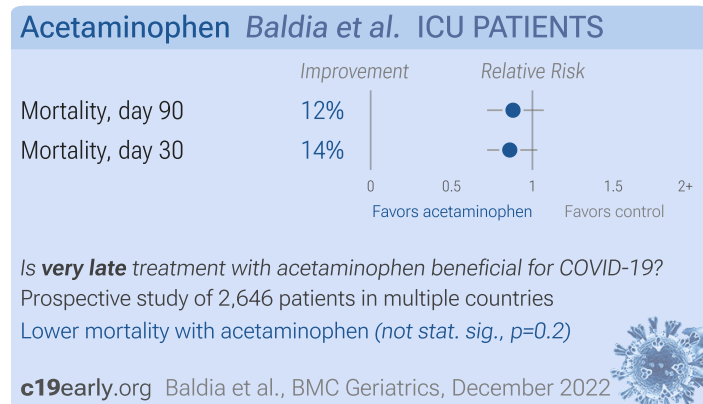 Acetaminophen Baldia et al. ICU PATIENTS
Improvement Relative Risk
Mortality, day 90 12%
Mortality, day 30 14%
0 0.5 1 1.5 2+
Favors acetaminophen Favors control
Is very late treatment with acetaminophen beneficial for COVID-19?
Prospective study of 2,646 patients in multiple countries
Lower mortality with acetaminophen (not stat. sig., p=0.2)
c19early.org Baldia et al., BMC Geriatrics, December 2022